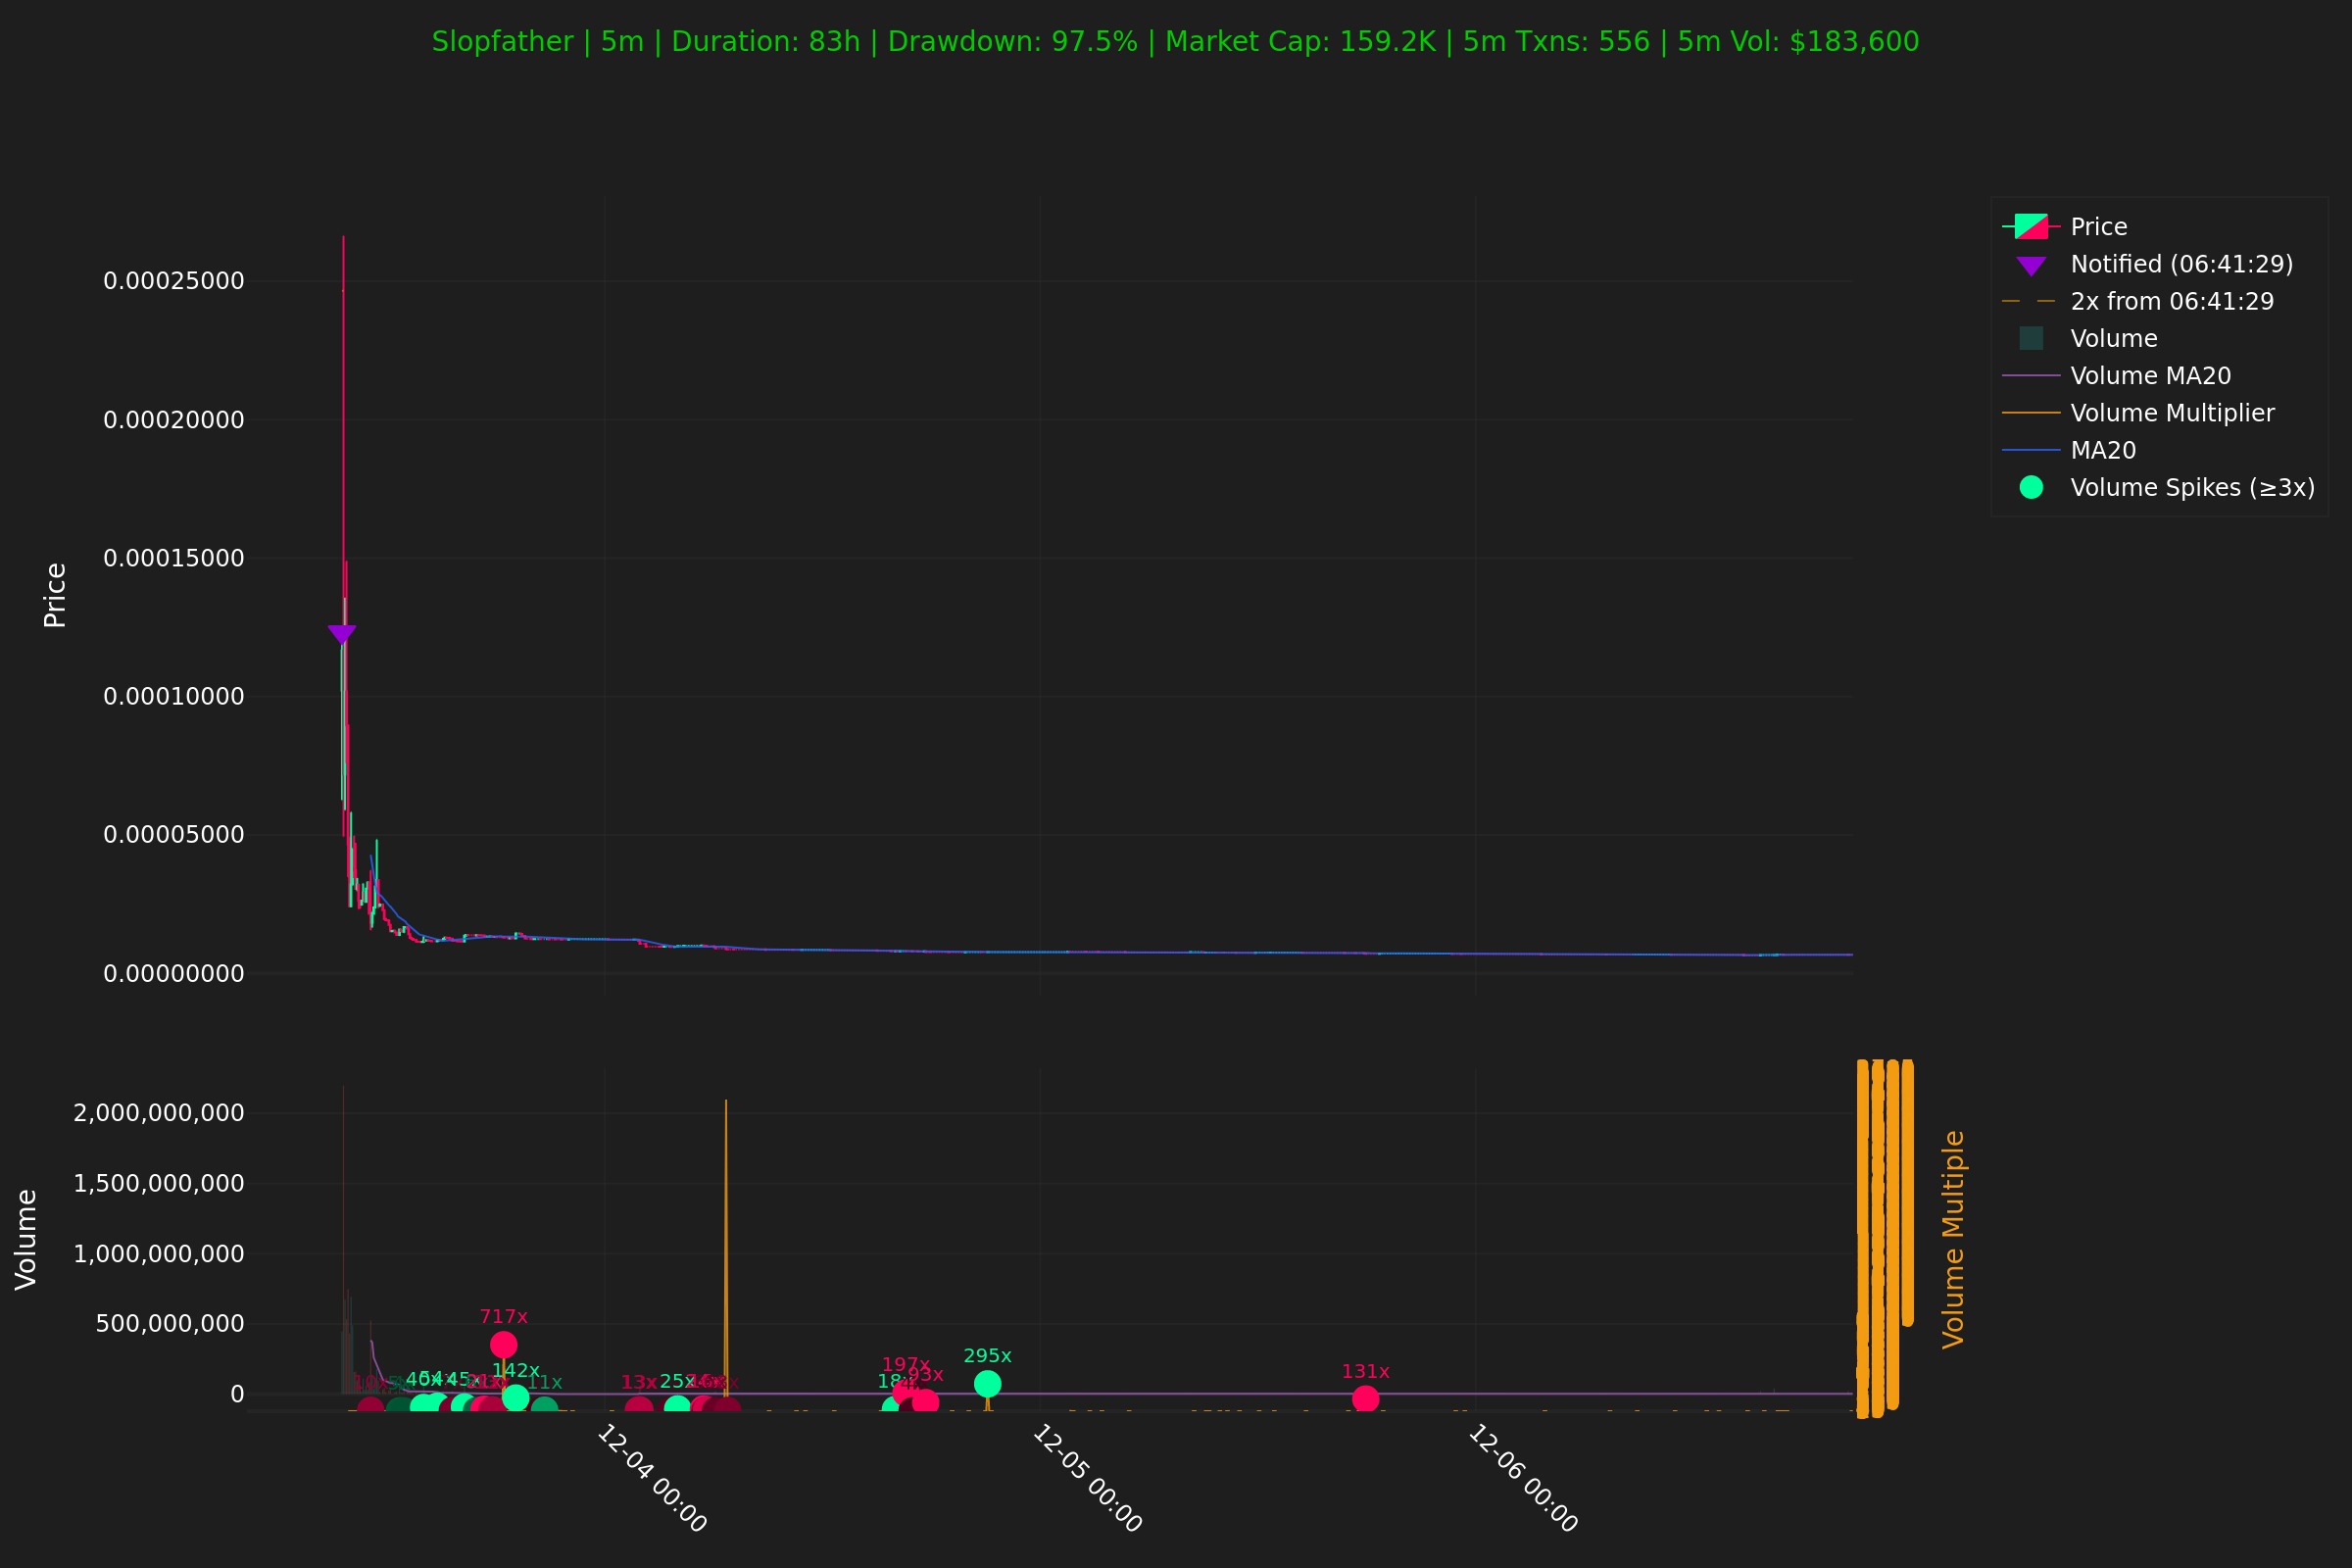 Slopfather | 5m | Duration: 83h | Drawdown: 97.5% | Market Cap: 159.2K | 5m Txns: 556 | 5m Vol: $183,600
Price
0.00025000
0.00020000
0.00015000
0.00010000
0.00005000
0.00000000
Price
Notified (06:41:29)
2x from 06:41:29
Volume
Volume MA20
Volume Multiplier
MA20
Volume Spikes (≥3x)
Volume
2,000,000,000
1,500,000,000
1,000,000,000
500,000,000
0
717x
142x
11x
13x
25x
197x
93x
295x
131x
Volume Multiple
12-04 00:00
12-05 00:00
12-06 00:00